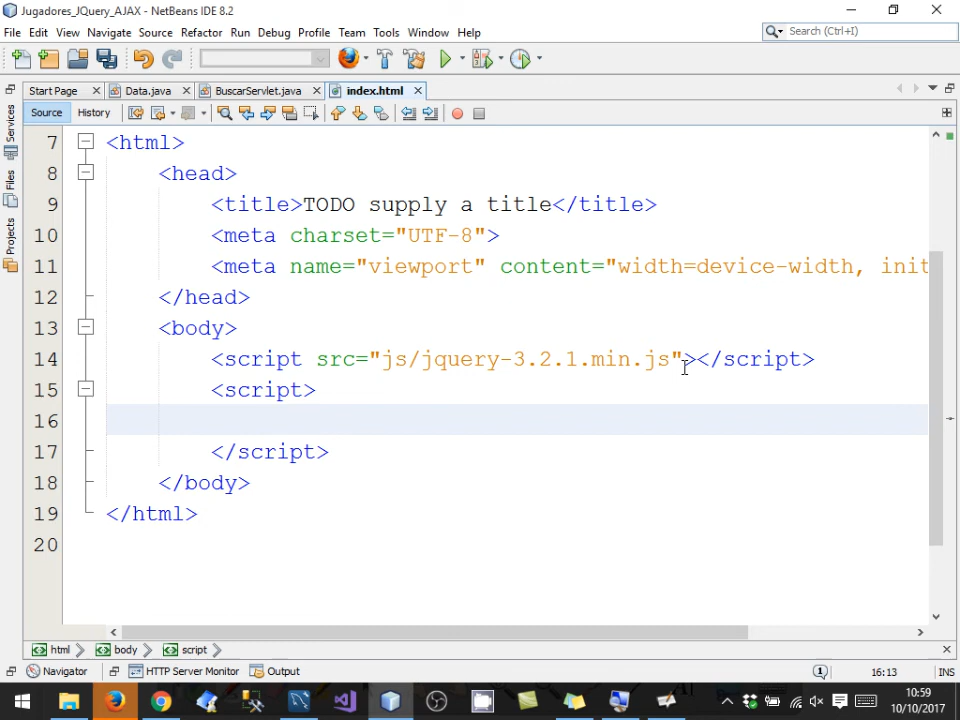 Jugadores_JQuery_AJAX - NetBeans IDE 8.2
File Edit View Navigate Source Refactor Run Debug Profile Team Tools Window Help
Search (Ctrl+I)
Start Page Data.java BuscarServlet.java index.html
Source History
Services
Files
Projects
7 <html>
8 <head>
9 <title>TODO supply a title</title>
10 <meta charset="UTF-8">
11 <meta name="viewport" content="width=device-width, init
12 </head>
13 <body>
14 <script src="js/jquery-3.2.1.min.js"></script>
15 <script>
16
17 </script>
18 </body>
19 </html>
20
html body script
Navigator HTTP Server Monitor Output 1 16:13 INS
10:59
10/10/2017